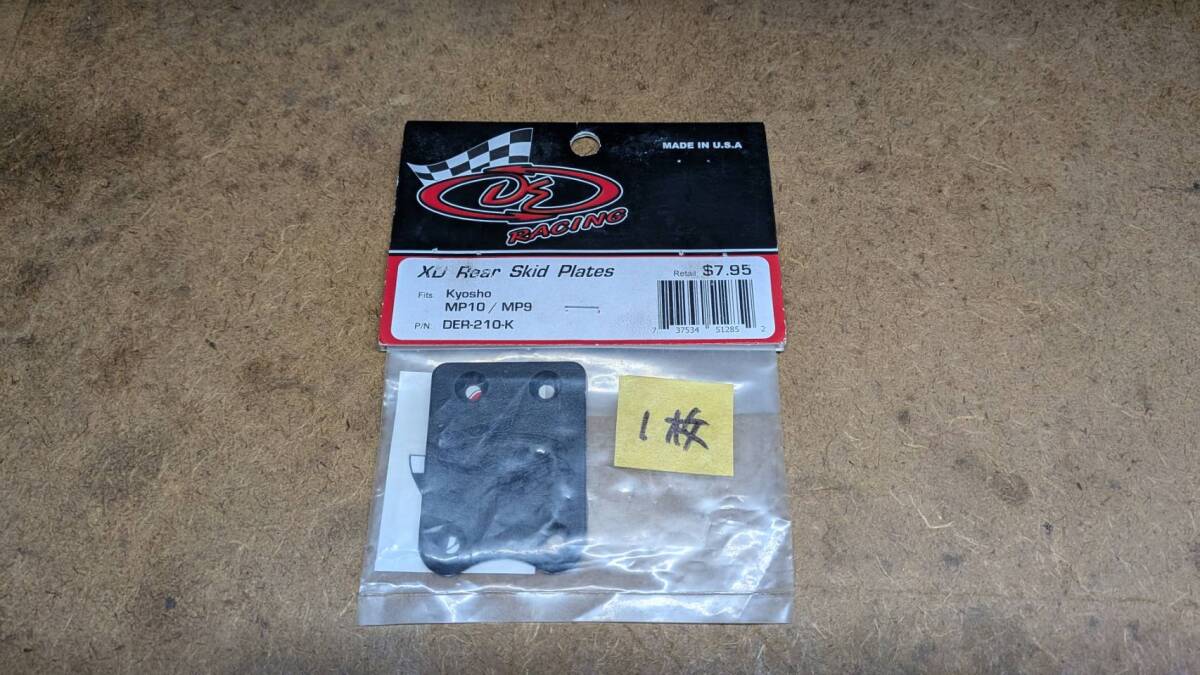 MADE IN U.S.A
DE
RACING
XD Rear Skid Plates
Retail: $7.95
Fits: Kyosho
MP10 / MP9
P/N: DER-210-K
7 37534 51285 2
1枚